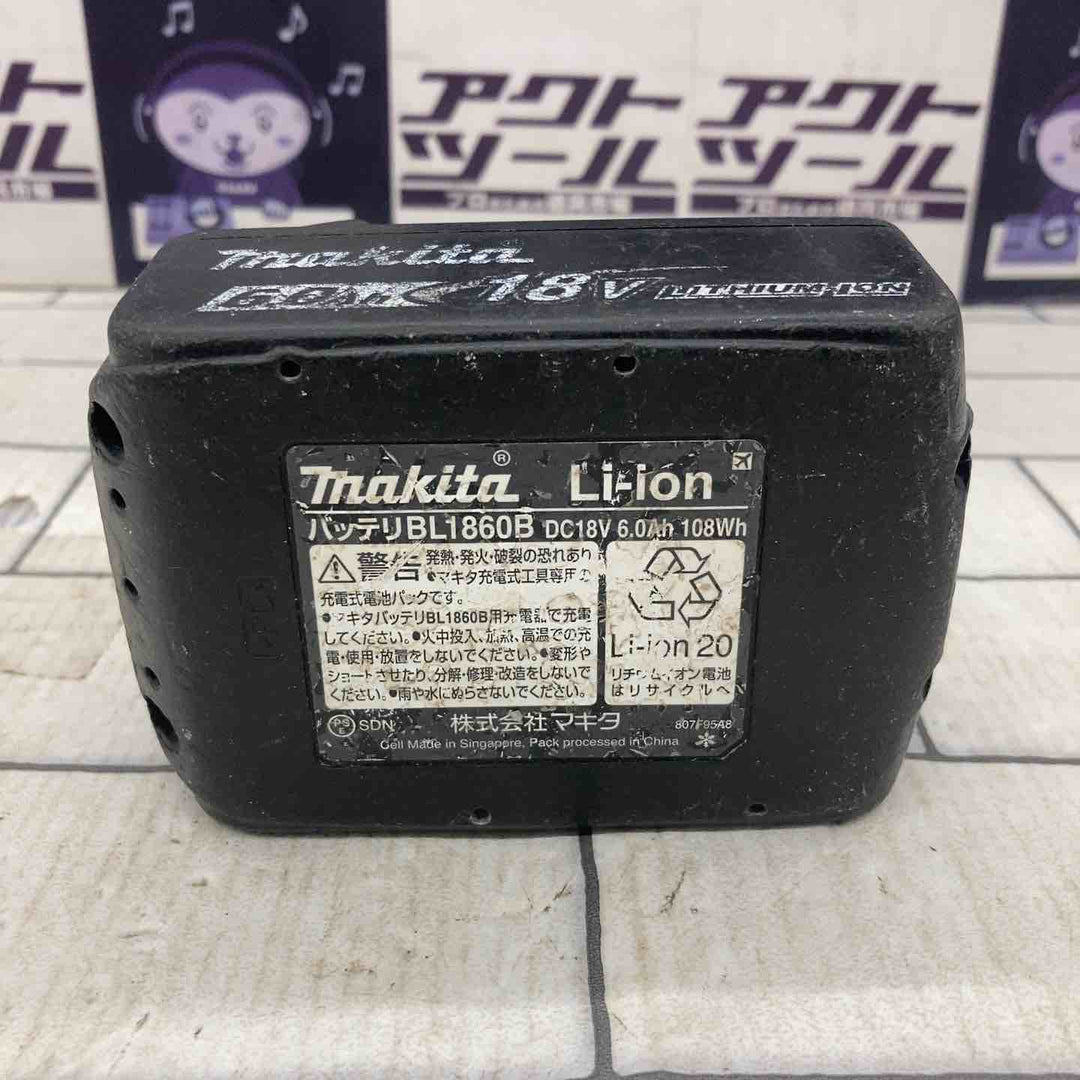 アクト
ツール
アクト
ツール
makita
6.0Ah 18V LITHIUM-ION
makita® Li-ion
バッテリBL1860B DC18V 6.0Ah 108Wh
警告 発熱・発火・破裂の恐れあり
●マキタ充電式工具専用の
充電式電池パックです。
●マキタバッテリBL1860B用充電器で充電
してください。●火中投入、加熱、高温での充
電・使用・放置をしないでください。●変形や
ショートさせたり、分解・修理・改造をしないで
ください。●雨や水にぬらさないでください。
Li-ion 20
リチウムイオン電池
はリサイクルへ
PS
E
SDN 株式会社マキタ 807F95A8
Cell Made in Singapore, Pack processed in China